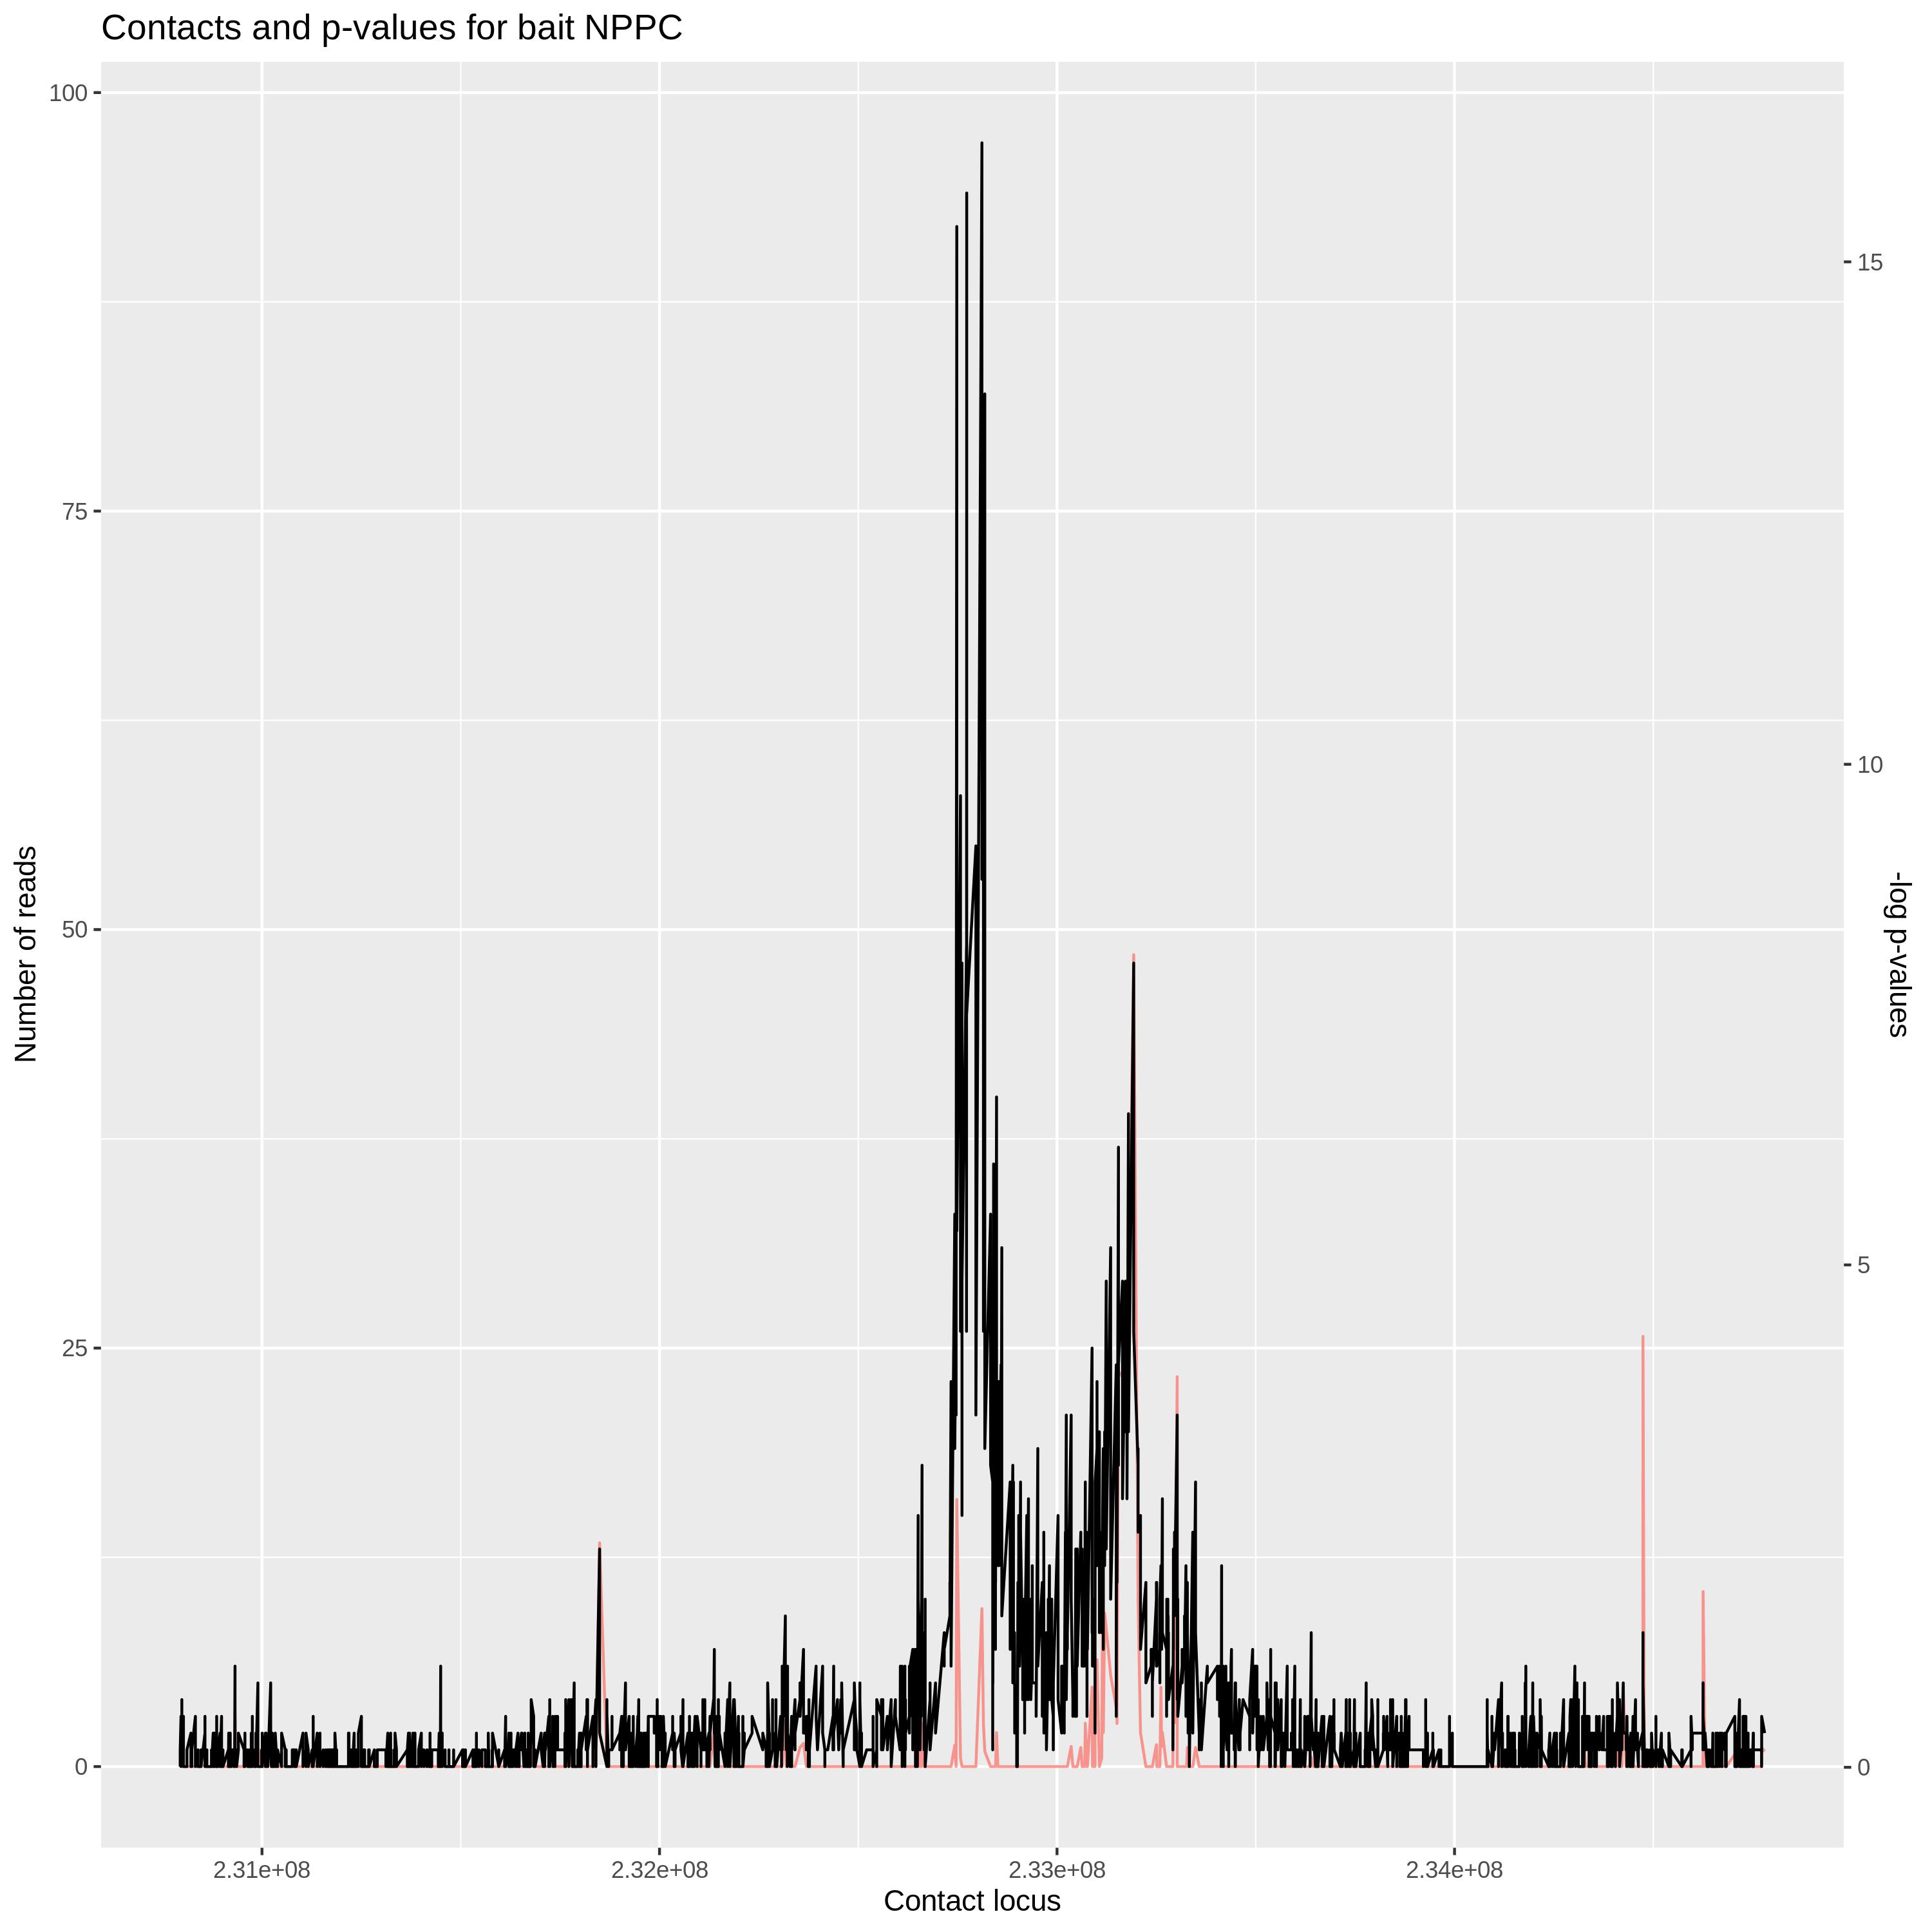 Contacts and p-values for bait NPPC
100
75
50
25
0
Number of reads
15
10
5
0
-log p-values
2.31e+08 2.32e+08 2.33e+08 2.34e+08
Contact locus